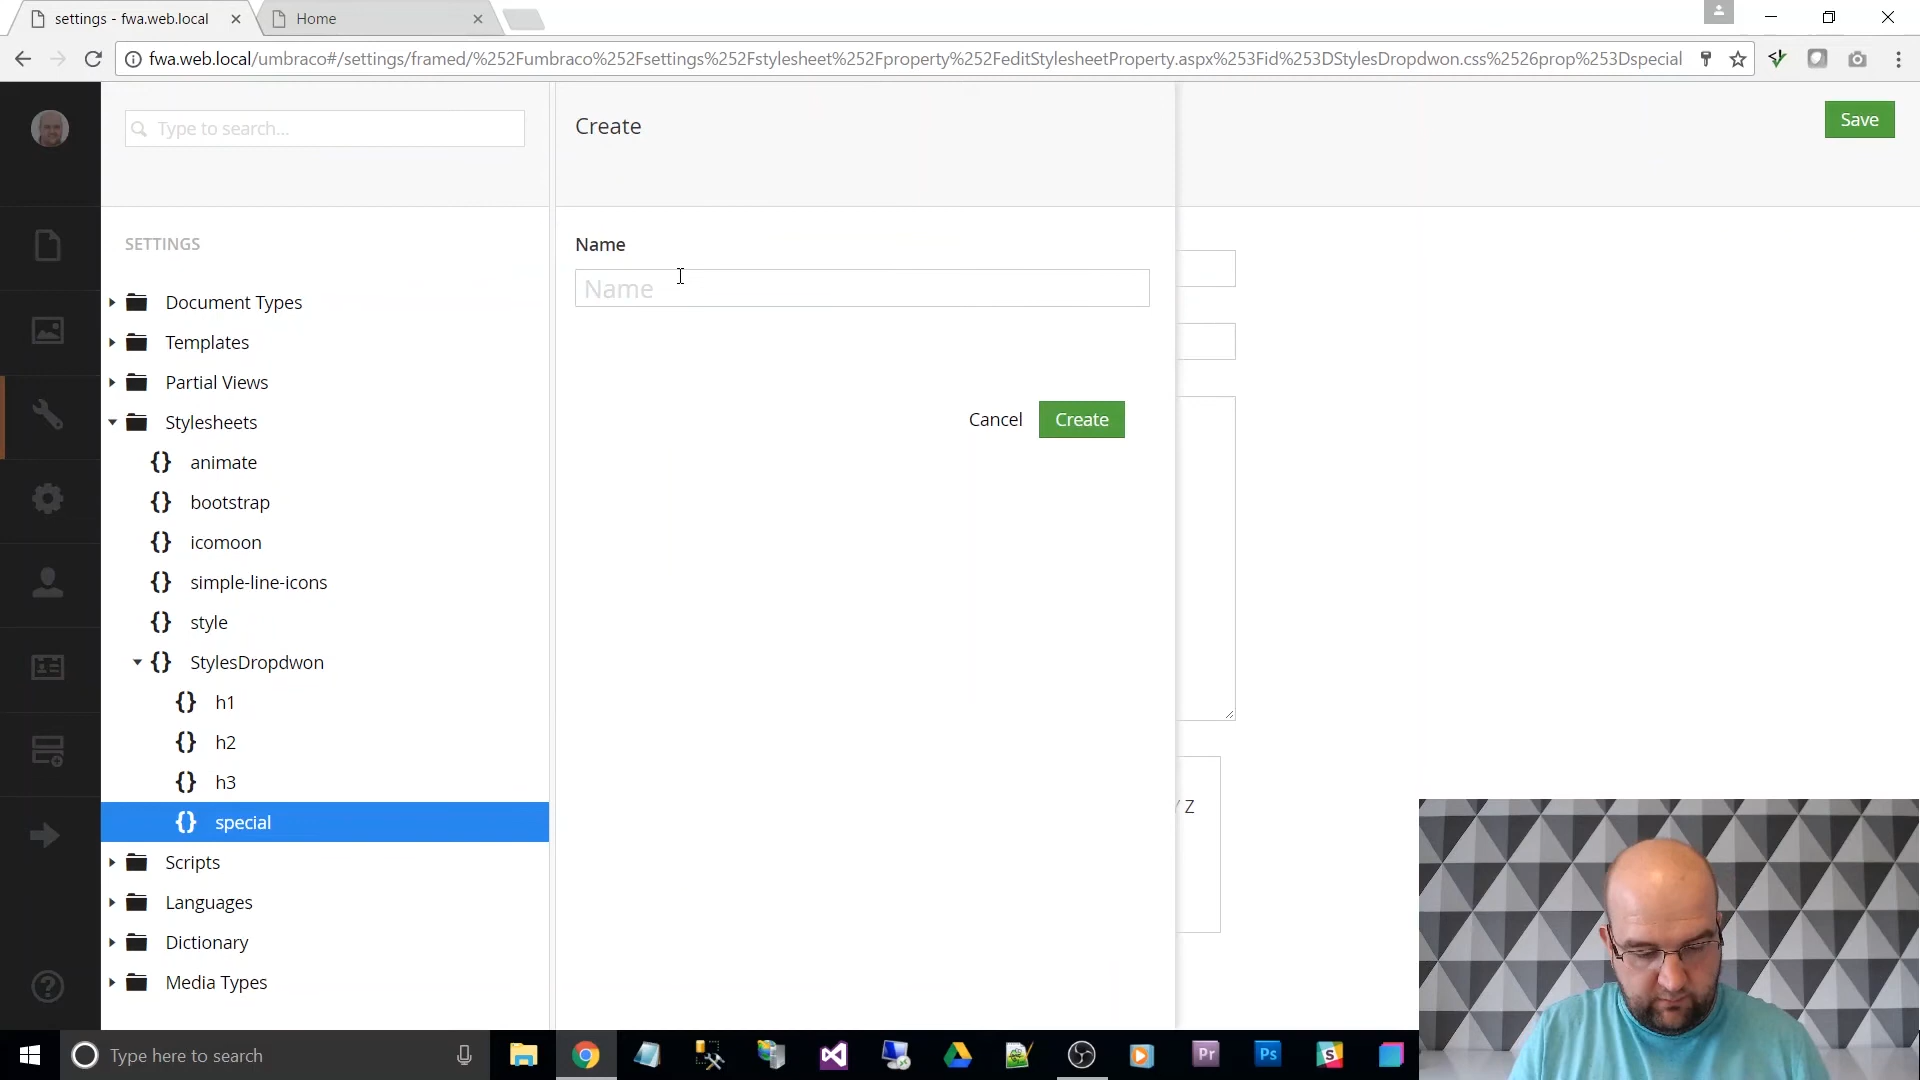 settings - fwa.web.local
Home
fwa.web.local/umbraco#/settings/framed/%252Fumbraco%252Fsettings%252Fstylesheet%252Fproperty%252FeditStylesheetProperty.aspx%253Fid%253DStylesDropdwon.css%2526prop%253Dspecial
Type to search...
Create
Save
SETTINGS
Name
Name
Document Types
Templates
Partial Views
Stylesheets
Cancel
Create
animate
bootstrap
icomoon
simple-line-icons
style
StylesDropdwon
h1
h2
h3
Z
special
Scripts
Languages
Dictionary
Media Types
Type here to search
Pr
Ps
S